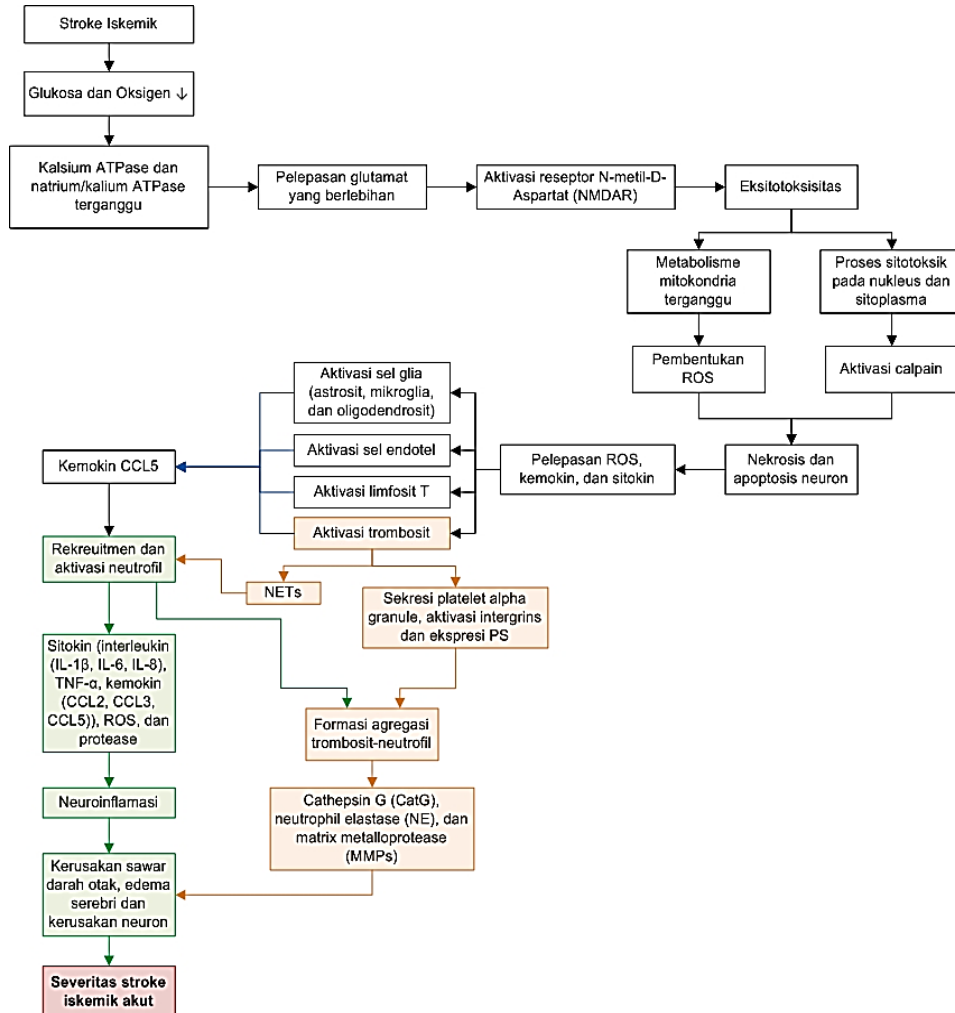 Stroke Iskemik
Glukosa dan Oksigen ↓
Kalsium ATPase dan
natrium/kalium ATPase
terganggu
Pelepasan glutamat
yang berlebihan
Aktivasi reseptor N-metil-D-
Aspartat (NMDAR)
Eksitotoksisitas
Metabolisme
mitokondria
terganggu
Proses sitotoksik
pada nukleus dan
sitoplasma
Pembentukan
ROS
Aktivasi calpain
Nekrosis dan
apoptosis neuron
Pelepasan ROS,
kemokin, dan sitokin
Aktivasi sel glia
(astrosit, mikroglia,
dan oligodendrosit)
Aktivasi sel endotel
Aktivasi limfosit T
Aktivasi trombosit
Kemokin CCL5
Rekreuitmen dan
aktivasi neutrofil
NETs
Sekresi platelet alpha
granule, aktivasi intergrins
dan ekspresi PS
Sitokin (interleukin
(IL-1β, IL-6, IL-8),
TNF-α, kemokin
(CCL2, CCL3,
CCL5)), ROS, dan
protease
Formasi agregasi
trombosit-neutrofil
Neuroinflamasi
Cathepsin G (CatG),
neutrophil elastase (NE), dan
matrix metalloprotease
(MMPs)
Kerusakan sawar
darah otak, edema
serebri dan
kerusakan neuron
Severitas stroke
iskemik akut